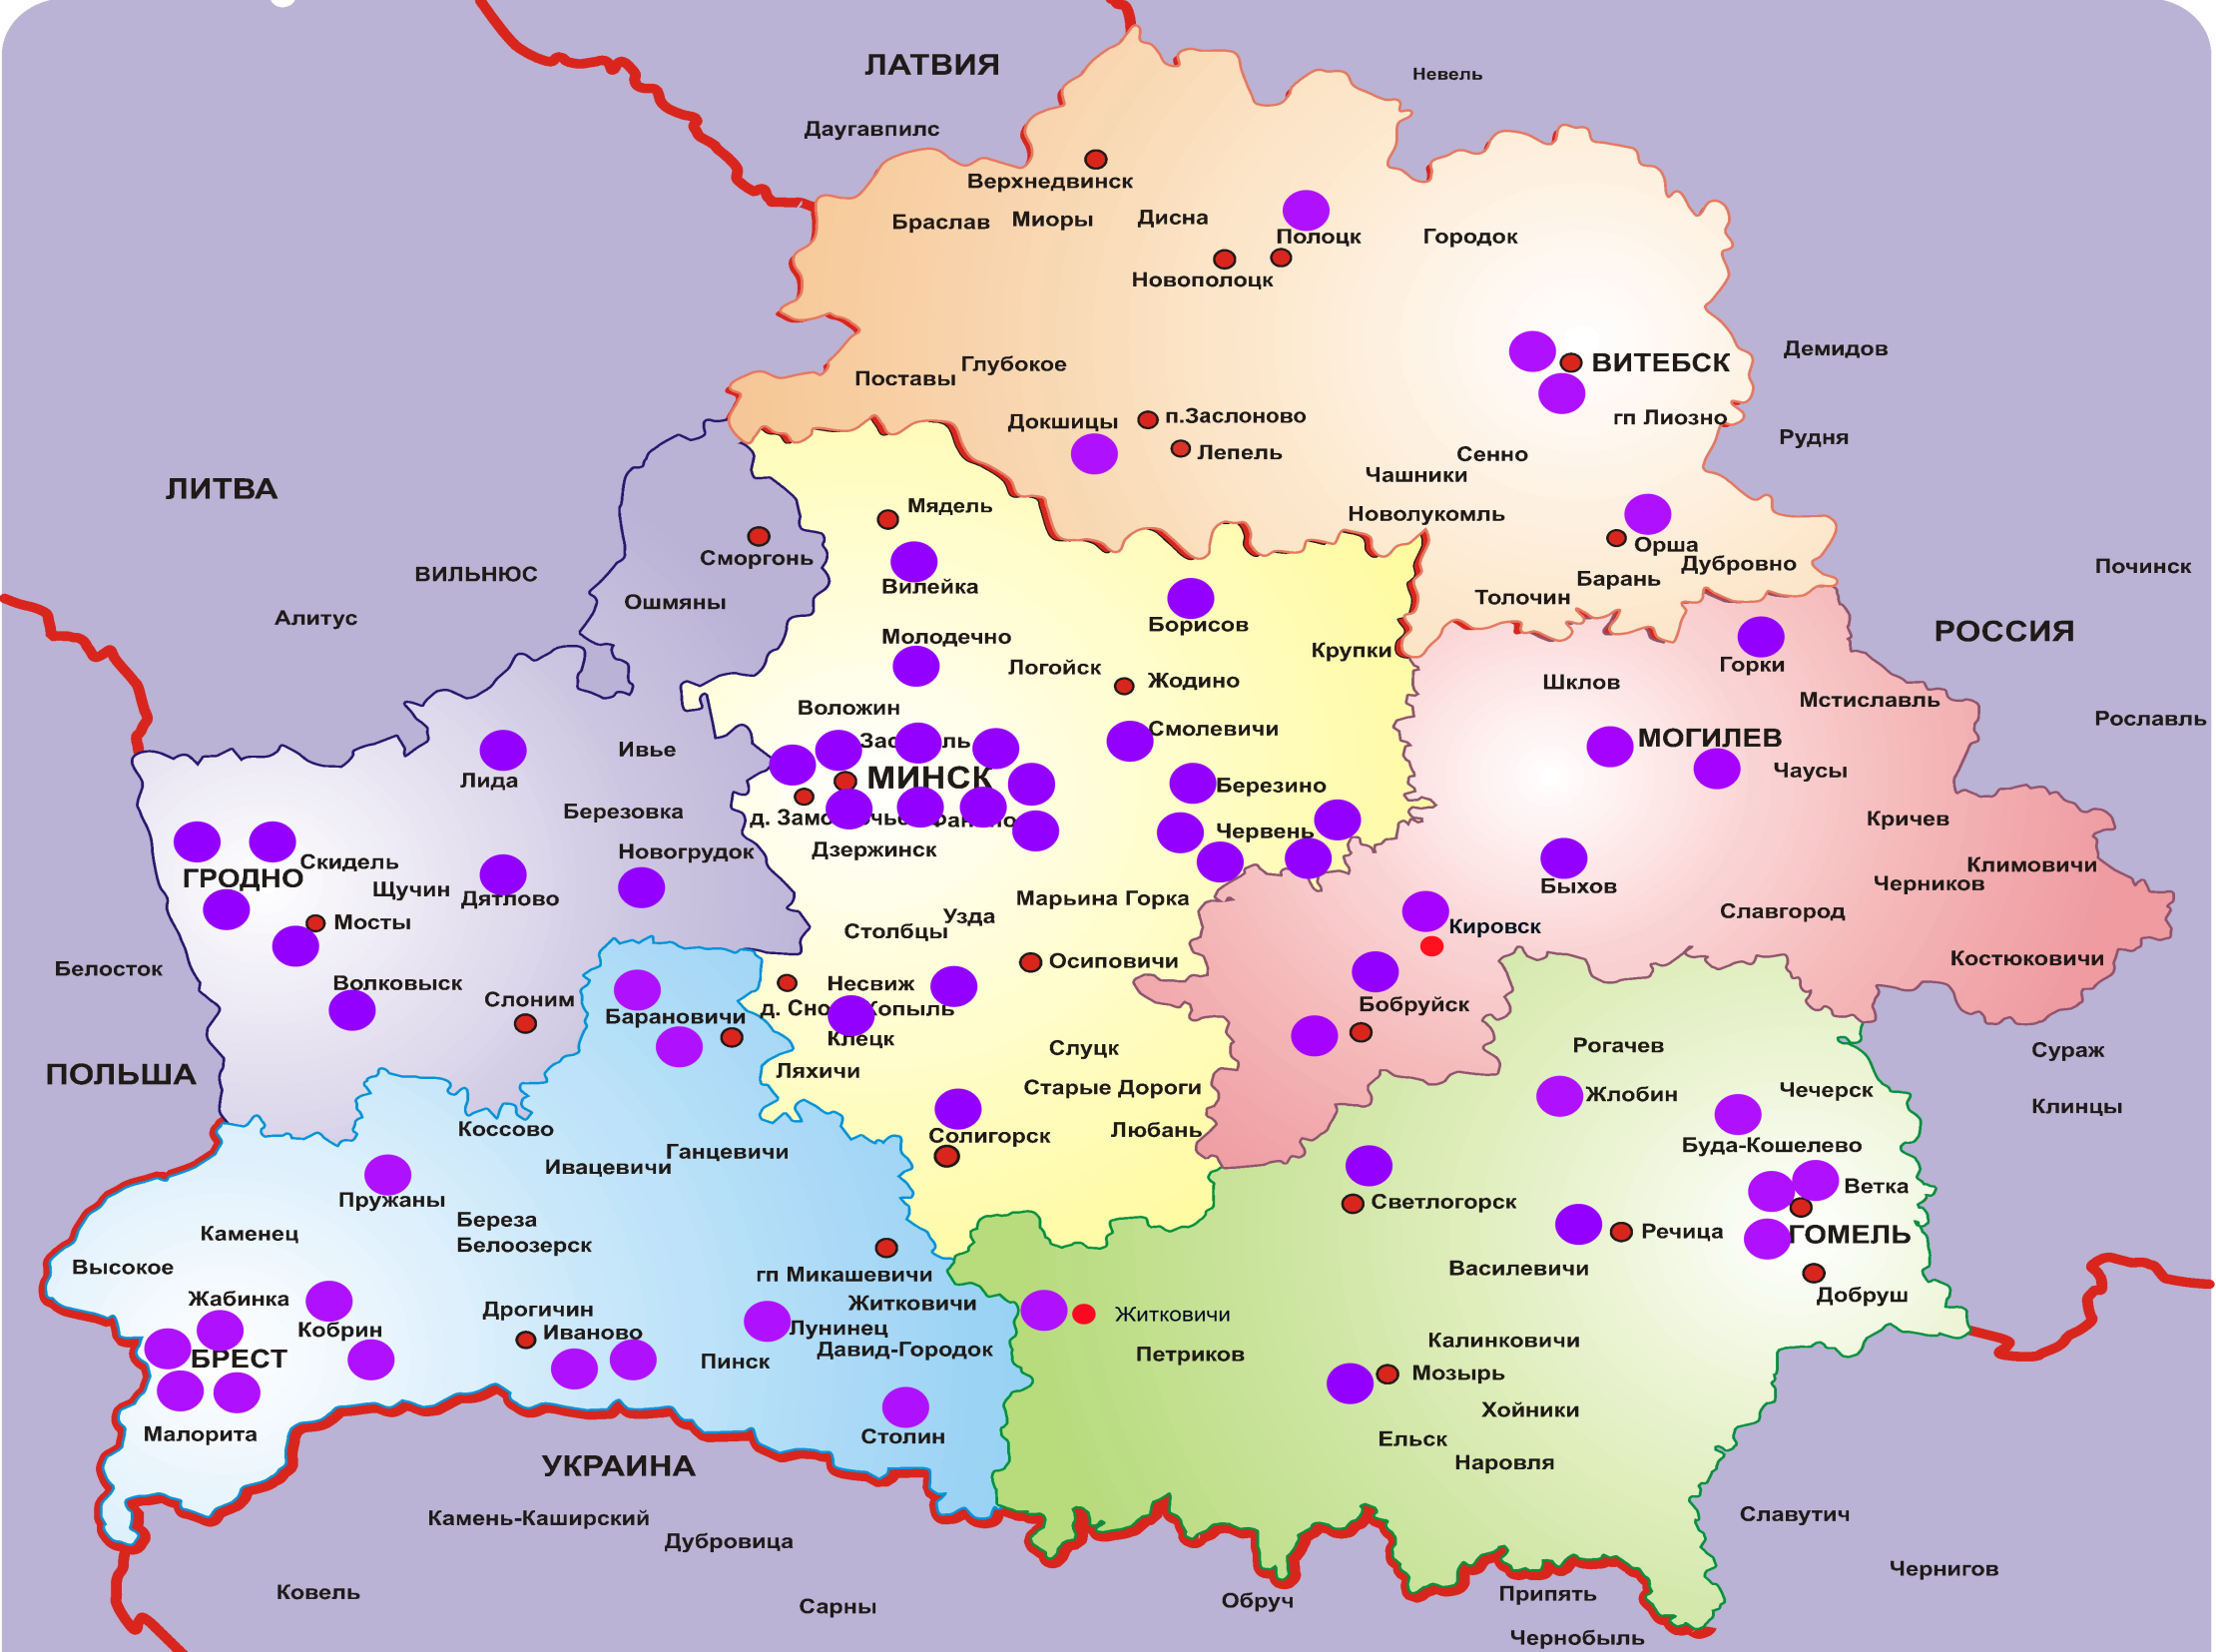 ЛАТВИЯ
Невель
Даугавпилс
Верхнедвинск
Браслав
Миоры
Дисна
Полоцк
Городок
Новополоцк
Демидов
ВИТЕБСК
Глубокое
Поставы
Докшицы
п.Заслоново
гп Лиозно
Рудня
Лепель
Сенно
Чашники
ЛИТВА
Мядель
Новолукомль
Орша
Дубровно
Сморгонь
ВИЛЬНЮС
Вилейка
Барань
Починск
Ошмяны
Толочин
Алитус
Борисов
РОССИЯ
Молодечно
Крупки
Горки
Логойск
Жодино
Шклов
Мстиславль
Воложин
Рославль
Смолевичи
МОГИЛЕВ
Ивье
Лида
МИНСК
Чаусы
Березино
Березовка
Кричев
Червень
Новогрудок
Дзержинск
Скидель
Климовичи
ГРОДНО
Щучин
Дятлово
Быхов
Черников
Марьина Горка
Славгород
Узда
Мосты
Столбцы
Кировск
Белосток
Осиповичи
Костюковичи
Волковыск
Несвиж
Слоним
Бобруйск
д. Сно
Копыль
Барановичи
Клецк
Рогачев
Слуцк
Сураж
ПОЛЬША
Ляхичи
Старые Дороги
Жлобин
Чечерск
Клинцы
Коссово
Солигорск
Любань
Буда-Кошелево
Ганцевичи
Ивацевичи
Ветка
Пружаны
Светлогорск
Береза
Каменец
Речица
ГОМЕЛЬ
Белоозерск
Высокое
гп Микашевичи
Василевичи
Жабинка
Житковичи
Добруш
Дрогичин
Житковичи
Кобрин
Иваново
Лунинец
Калинковичи
Давид-Городок
Петриков
БРЕСТ
Пинск
Мозырь
Хойники
Малорита
Столин
Ельск
УКРАИНА
Наровля
Камень-Каширский
Славутич
Дубровица
Чернигов
Ковель
Припять
Обруч
Сарны
Чернобыль